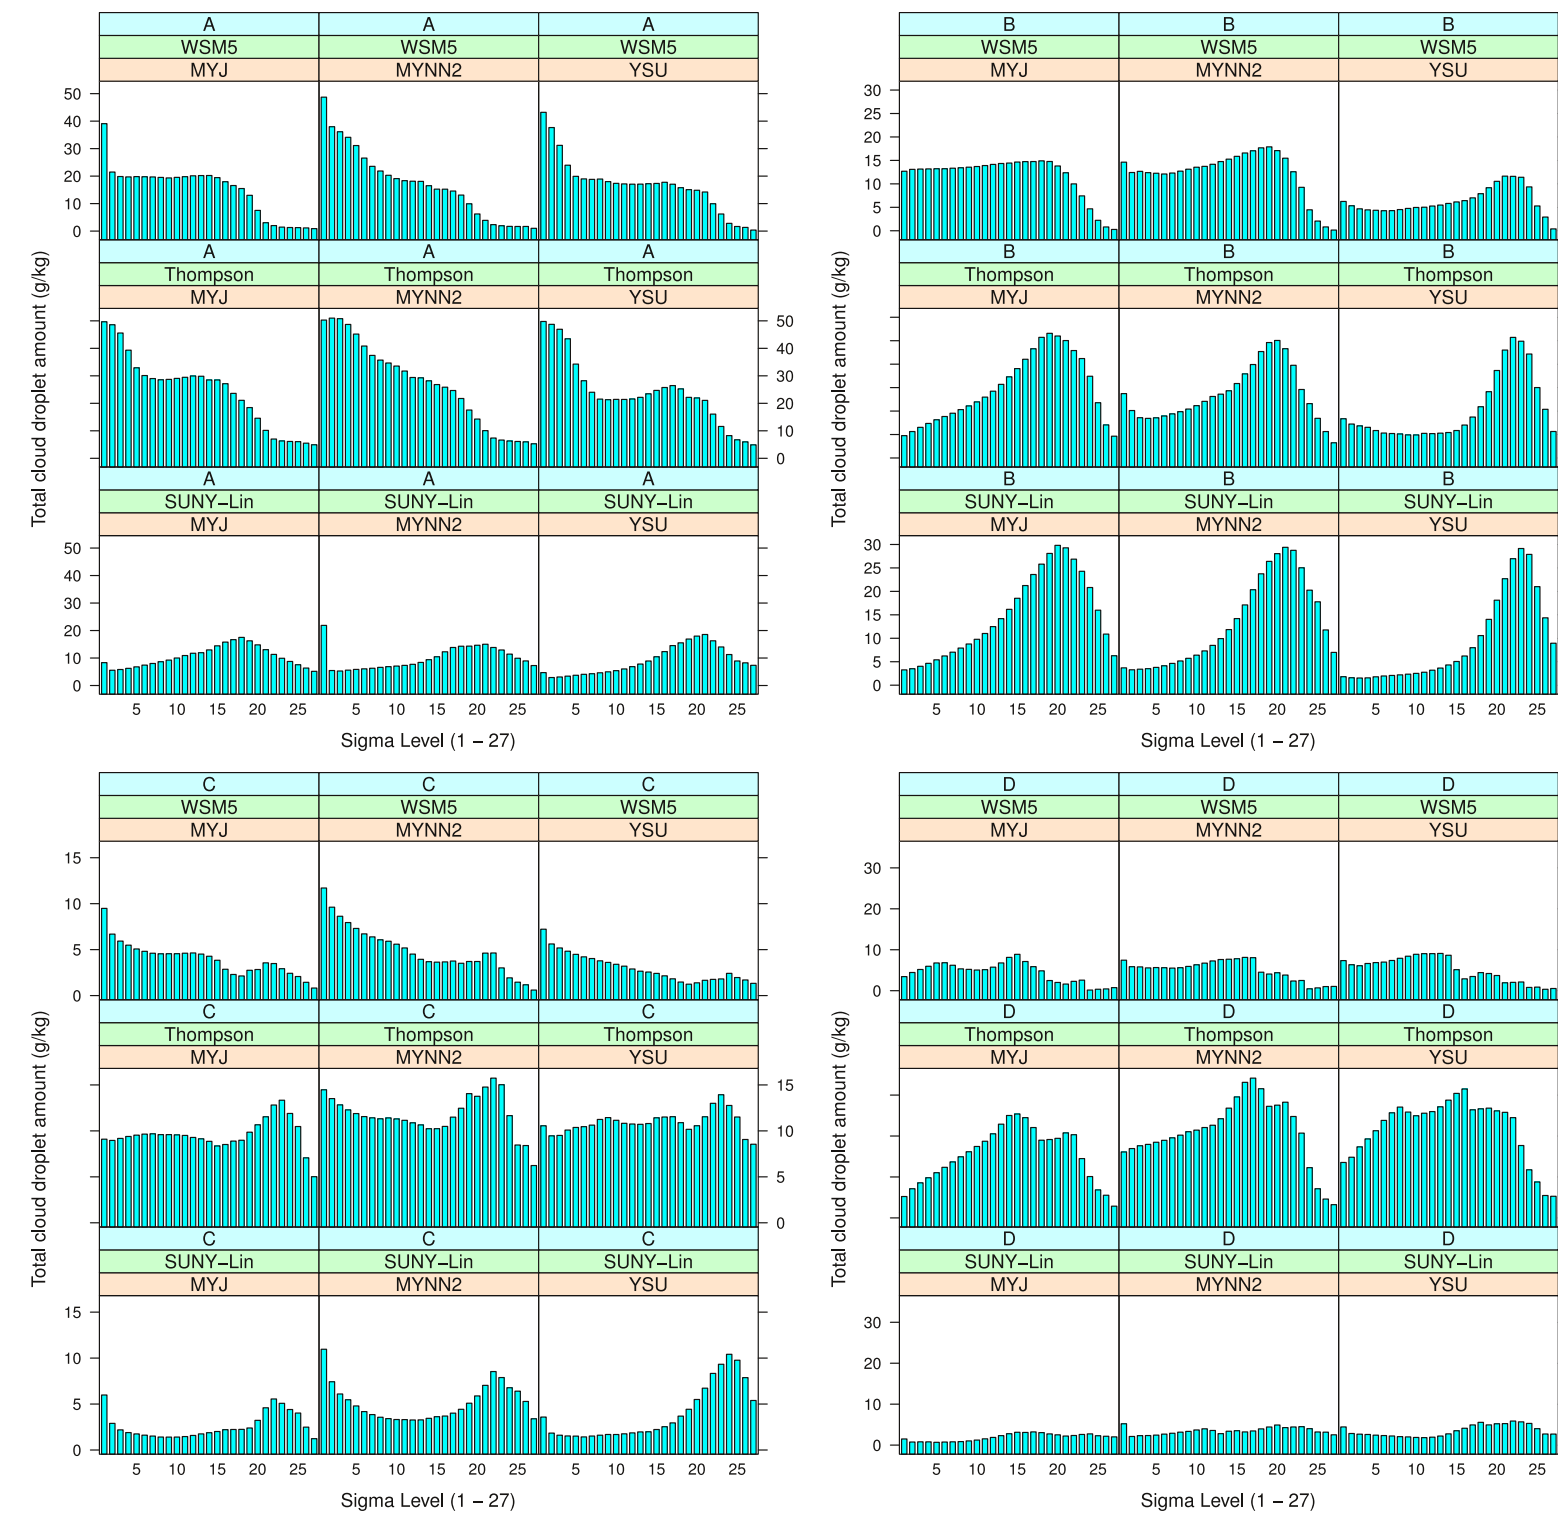 A A A
WSM5 WSM5 WSM5
MYJ MYNN2 YSU
50
40
30
20
10
0
A A A
Thompson Thompson Thompson
MYJ MYNN2 YSU
50
40
30
20
10
0
A A A
SUNY–Lin SUNY–Lin SUNY–Lin
MYJ MYNN2 YSU
50
40
30
20
10
0
5 10 15 20 25 5 10 15 20 25 5 10 15 20 25
Sigma Level (1 – 27)
Total cloud droplet amount (g/kg)
B B B
WSM5 WSM5 WSM5
MYJ MYNN2 YSU
30
25
20
15
10
5
0
B B B
Thompson Thompson Thompson
MYJ MYNN2 YSU
B B B
SUNY–Lin SUNY–Lin SUNY–Lin
MYJ MYNN2 YSU
30
25
20
15
10
5
0
5 10 15 20 25 5 10 15 20 25 5 10 15 20 25
Sigma Level (1 – 27)
Total cloud droplet amount (g/kg)
C C C
WSM5 WSM5 WSM5
MYJ MYNN2 YSU
15
10
5
0
C C C
Thompson Thompson Thompson
MYJ MYNN2 YSU
15
10
5
0
C C C
SUNY–Lin SUNY–Lin SUNY–Lin
MYJ MYNN2 YSU
15
10
5
0
5 10 15 20 25 5 10 15 20 25 5 10 15 20 25
Sigma Level (1 – 27)
Total cloud droplet amount (g/kg)
D D D
WSM5 WSM5 WSM5
MYJ MYNN2 YSU
30
20
10
0
D D D
Thompson Thompson Thompson
MYJ MYNN2 YSU
D D D
SUNY–Lin SUNY–Lin SUNY–Lin
MYJ MYNN2 YSU
30
20
10
0
5 10 15 20 25 5 10 15 20 25 5 10 15 20 25
Sigma Level (1 – 27)
Total cloud droplet amount (g/kg)